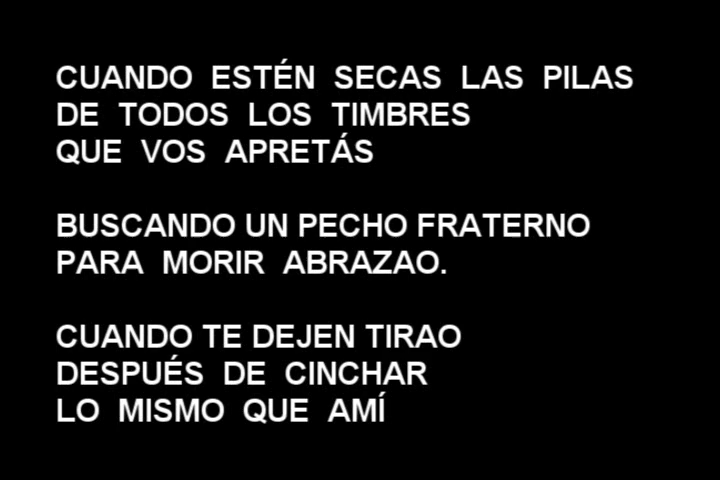 CUANDO ESTÉN SECAS LAS PILAS
DE TODOS LOS TIMBRES
QUE VOS APRETÁS
BUSCANDO UN PECHO FRATERNO
PARA MORIR ABRAZAO.
CUANDO TE DEJEN TIRAO
DESPUÉS DE CINCHAR
LO MISMO QUE AMÍ